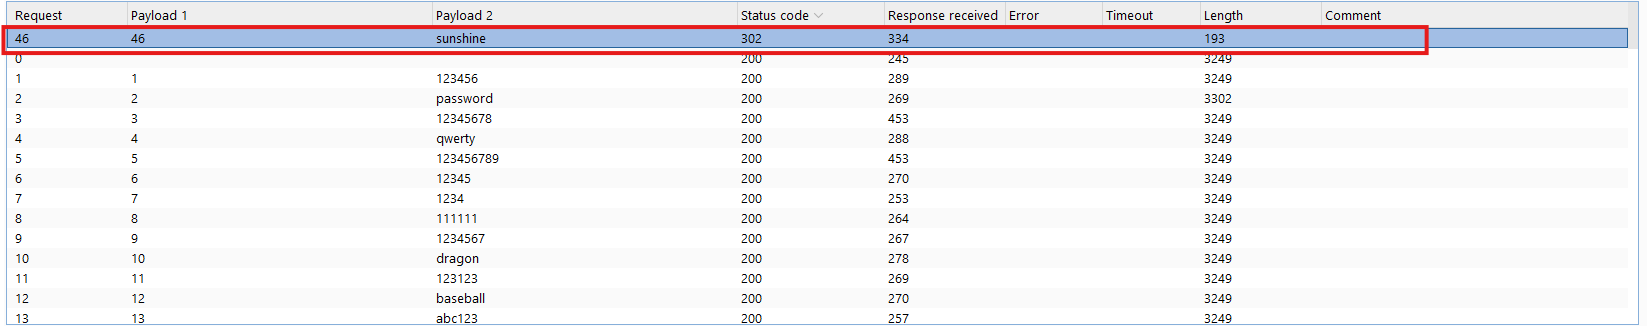 Request Payload 1 Payload 2 Status code Response received Error Timeout Length Comment
46 46 sunshine 302 334 193
0 200 245 3249
1 1 123456 200 289 3249
2 2 password 200 269 3302
3 3 12345678 200 453 3249
4 4 qwerty 200 288 3249
5 5 123456789 200 453 3249
6 6 12345 200 270 3249
7 7 1234 200 253 3249
8 8 111111 200 264 3249
9 9 1234567 200 267 3249
10 10 dragon 200 278 3249
11 11 123123 200 269 3249
12 12 baseball 200 270 3249
13 13 abc123 200 257 3249